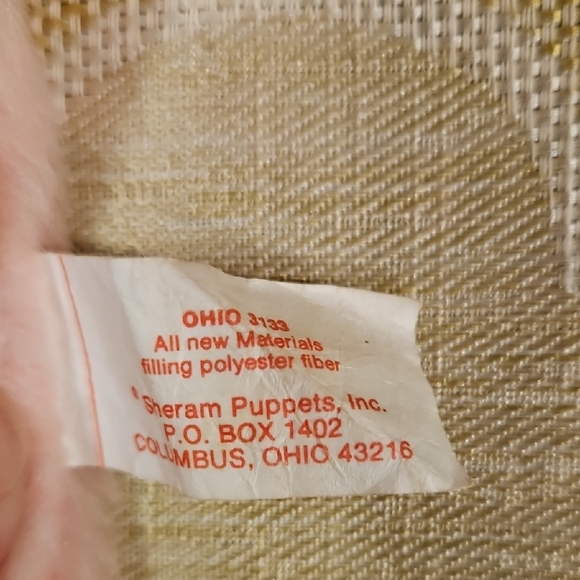 OHIO 3133
All new Materials
filling polyester fiber
© Sheram Puppets, Inc.
P.O. BOX 1402
COLUMBUS, OHIO 43216